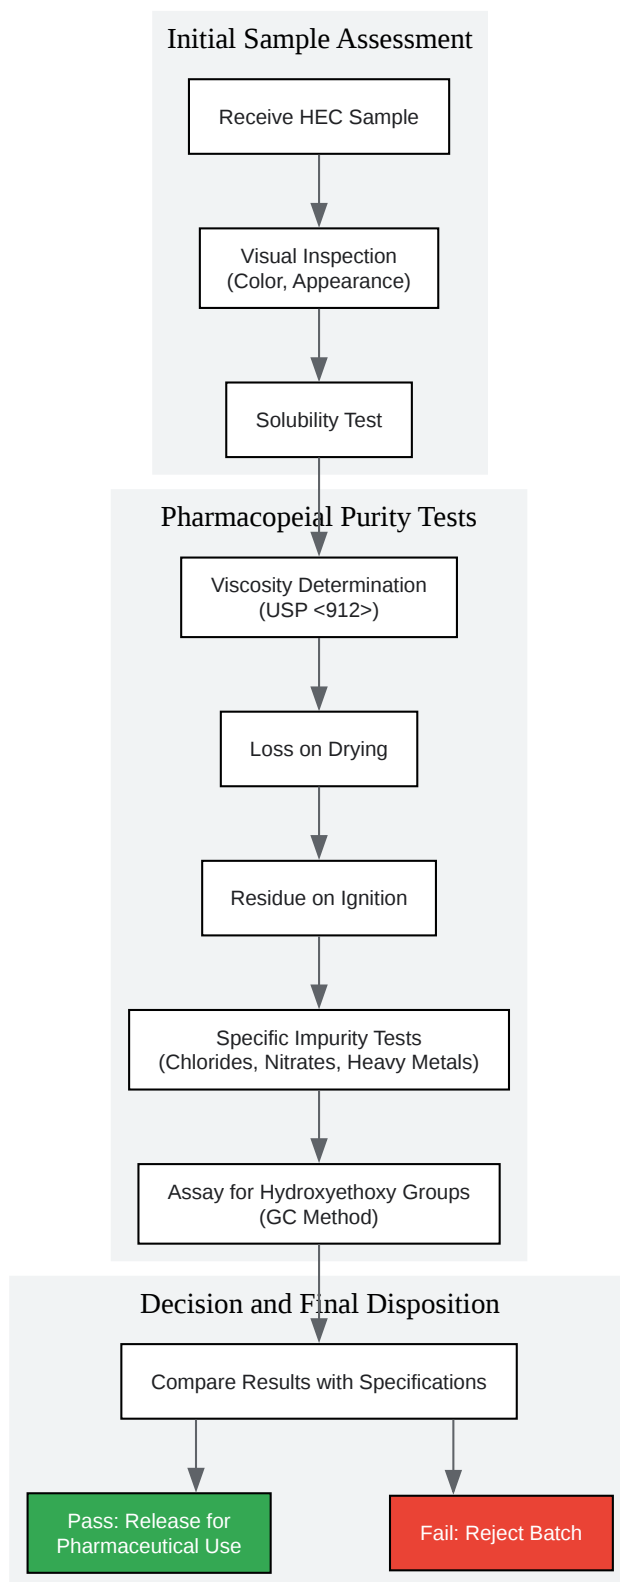 Initial Sample Assessment
Receive HEC Sample
Visual Inspection
(Color, Appearance)
Solubility Test
Pharmacopeial Purity Tests
Viscosity Determination
(USP <912>)
Loss on Drying
Residue on Ignition
Specific Impurity Tests
(Chlorides, Nitrates, Heavy Metals)
Assay for Hydroxyethoxy Groups
(GC Method)
Decision and Final Disposition
Compare Results with Specifications
Pass: Release for
Pharmaceutical Use
Fail: Reject Batch